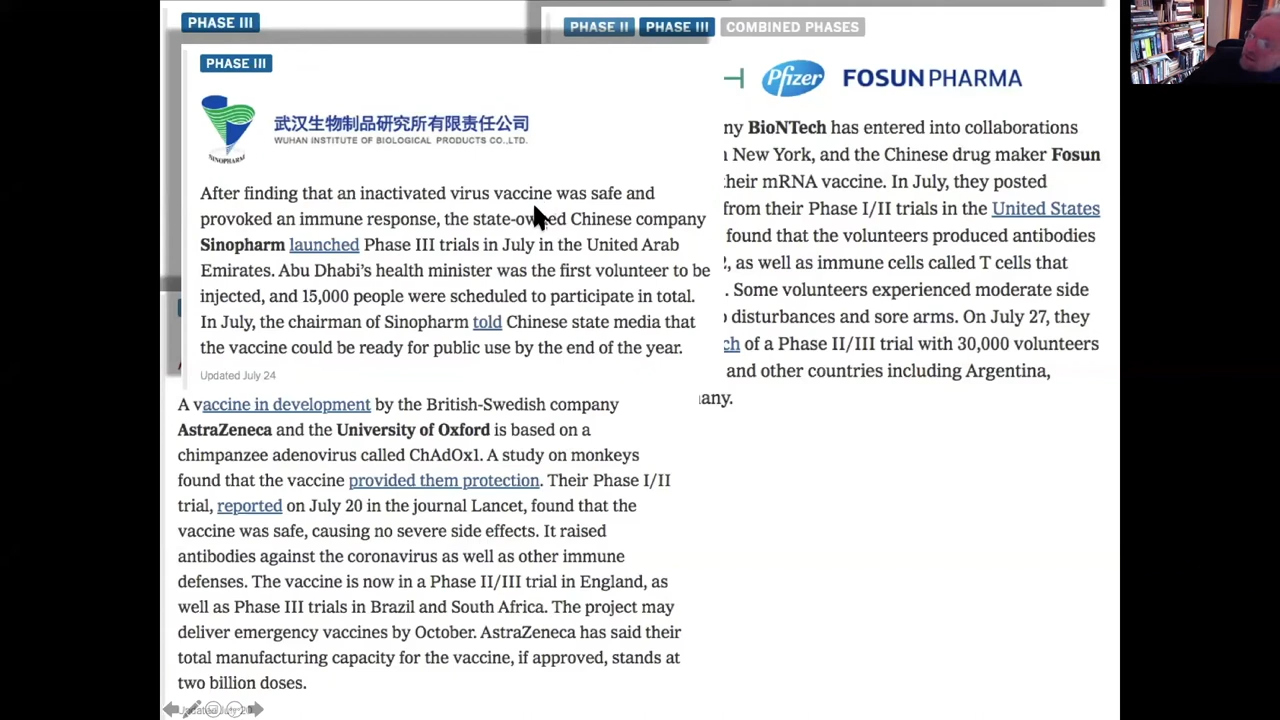 PHASE III
PHASE III
SINOPHARM
武汉生物制品研究所有限责任公司
WUHAN INSTITUTE OF BIOLOGICAL PRODUCTS CO.,LTD.
After finding that an inactivated virus vaccine was safe and
provoked an immune response, the state-owned Chinese company
Sinopharm launched Phase III trials in July in the United Arab
Emirates. Abu Dhabi's health minister was the first volunteer to be
injected, and 15,000 people were scheduled to participate in total.
In July, the chairman of Sinopharm told Chinese state media that
the vaccine could be ready for public use by the end of the year.
Updated July 24
A vaccine in development by the British-Swedish company
AstraZeneca and the University of Oxford is based on a
chimpanzee adenovirus called ChAdOx1. A study on monkeys
found that the vaccine provided them protection. Their Phase I/II
trial, reported on July 20 in the journal Lancet, found that the
vaccine was safe, causing no severe side effects. It raised
antibodies against the coronavirus as well as other immune
defenses. The vaccine is now in a Phase II/III trial in England, as
well as Phase III trials in Brazil and South Africa. The project may
deliver emergency vaccines by October. AstraZeneca has said their
total manufacturing capacity for the vaccine, if approved, stands at
two billion doses.
PHASE II PHASE III COMBINED PHASES
Pfizer FOSUN PHARMA
ny BioNTech has entered into collaborations
New York, and the Chinese drug maker Fosun
their mRNA vaccine. In July, they posted
from their Phase I/II trials in the United States
found that the volunteers produced antibodies
, as well as immune cells called T cells that
. Some volunteers experienced moderate side
disturbances and sore arms. On July 27, they
ch of a Phase II/III trial with 30,000 volunteers
and other countries including Argentina,
any.